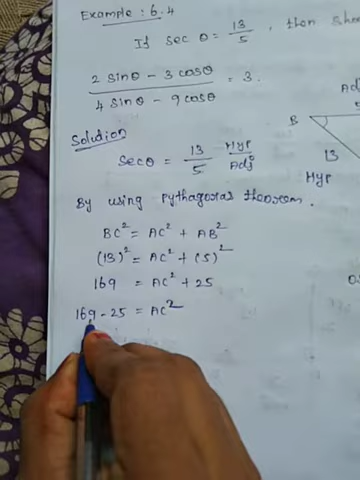 Example : 6.4
If sec θ = 13/5 , then
2 sinθ - 3 cosθ / 4 sinθ - 9 cosθ = 3.
Solution
Secθ = 13/5 Hyp/Adj
B
13
Hyp
By using Pythagoras theorem.
BC² = AC² + AB²
(13)² = AC² + (5)²
169 = AC² + 25
169 - 25 = AC²